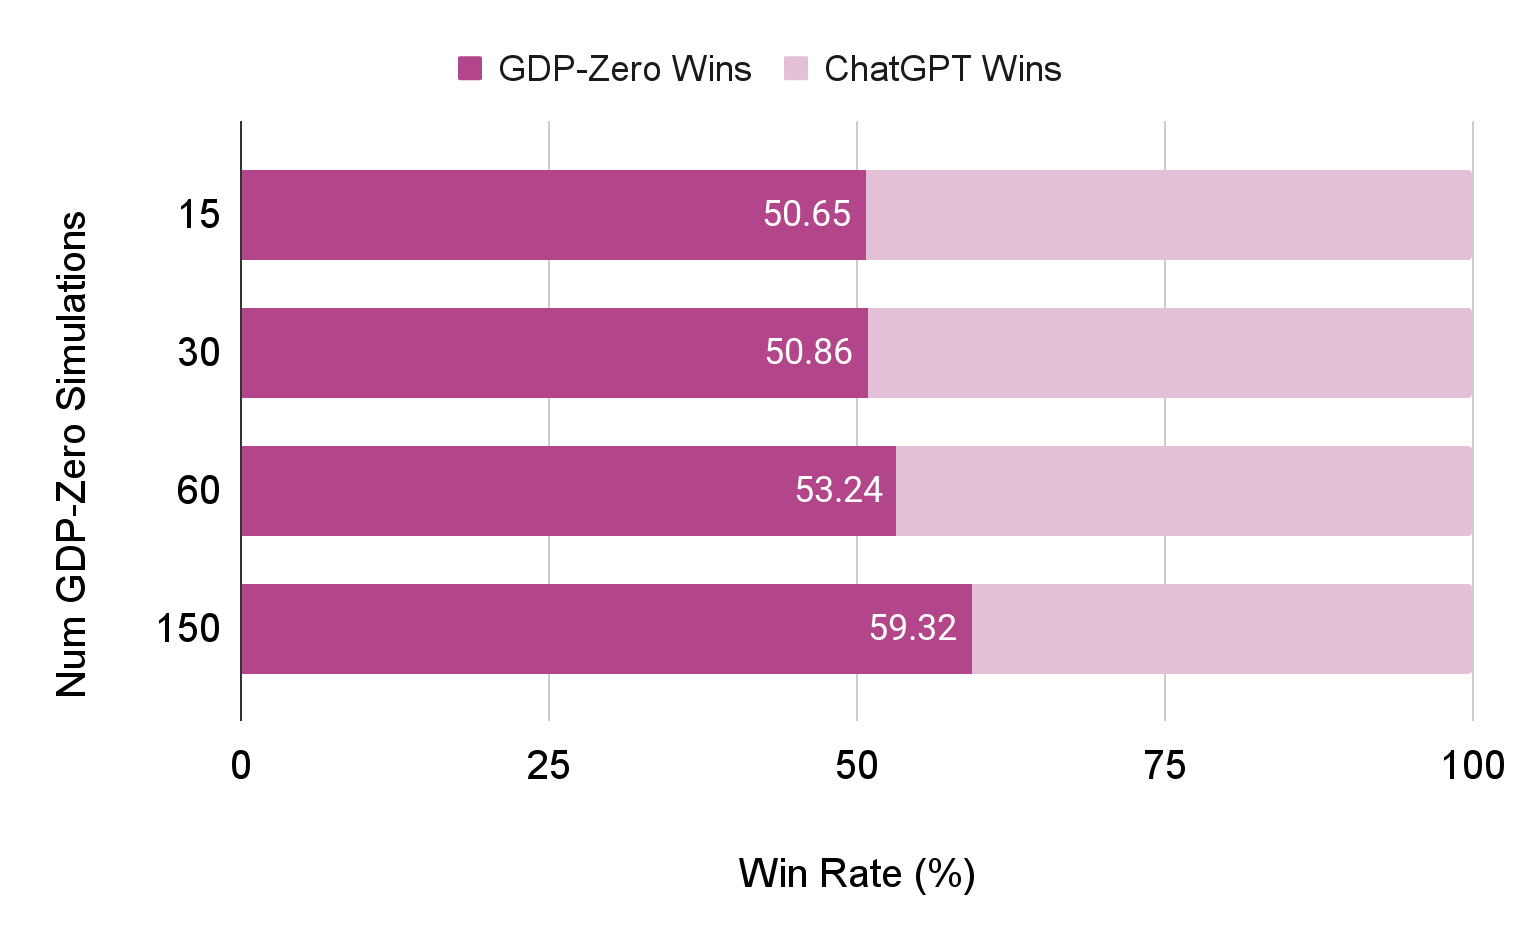 GDP-Zero Wins ChatGPT Wins
Num GDP-Zero Simulations
15 50.65
30 50.86
60 53.24
150 59.32
0 25 50 75 100
Win Rate (%)